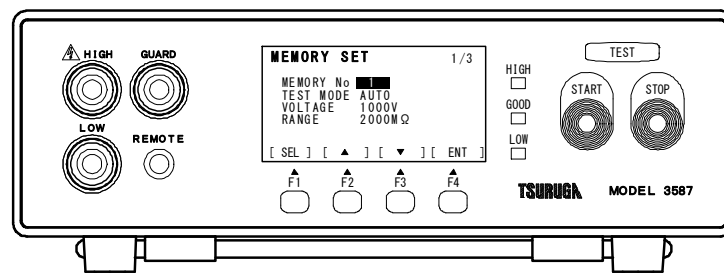 HIGH
GUARD
LOW
REMOTE
MEMORY SET 1/3
MEMORY No 1
TEST MODE AUTO
VOLTAGE 1000V
RANGE 2000MΩ
[ SEL ] [ ▲ ] [ ▼ ] [ ENT ]
F1 F2 F3 F4
HIGH
GOOD
LOW
TEST
START
STOP
TSURUGA MODEL 3587